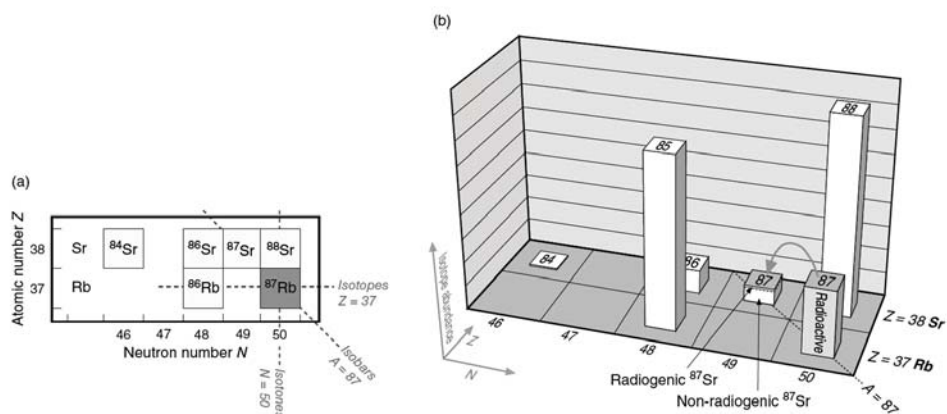 (a)
Atomic number Z
38
37
Sr
⁸⁴Sr
⁸⁶Sr
⁸⁷Sr
⁸⁸Sr
Rb
⁸⁶Rb
⁸⁷Rb
46
47
48
49
50
Neutron number N
Isotopes
Z = 37
Isobars
A = 87
Isotones
N = 50
(b)
84
85
86
87
87
88
Radioactive
46
47
48
49
50
Z
N
Z = 38 Sr
Z = 37 Rb
A = 87
Radiogenic ⁸⁷Sr
Non-radiogenic ⁸⁷Sr